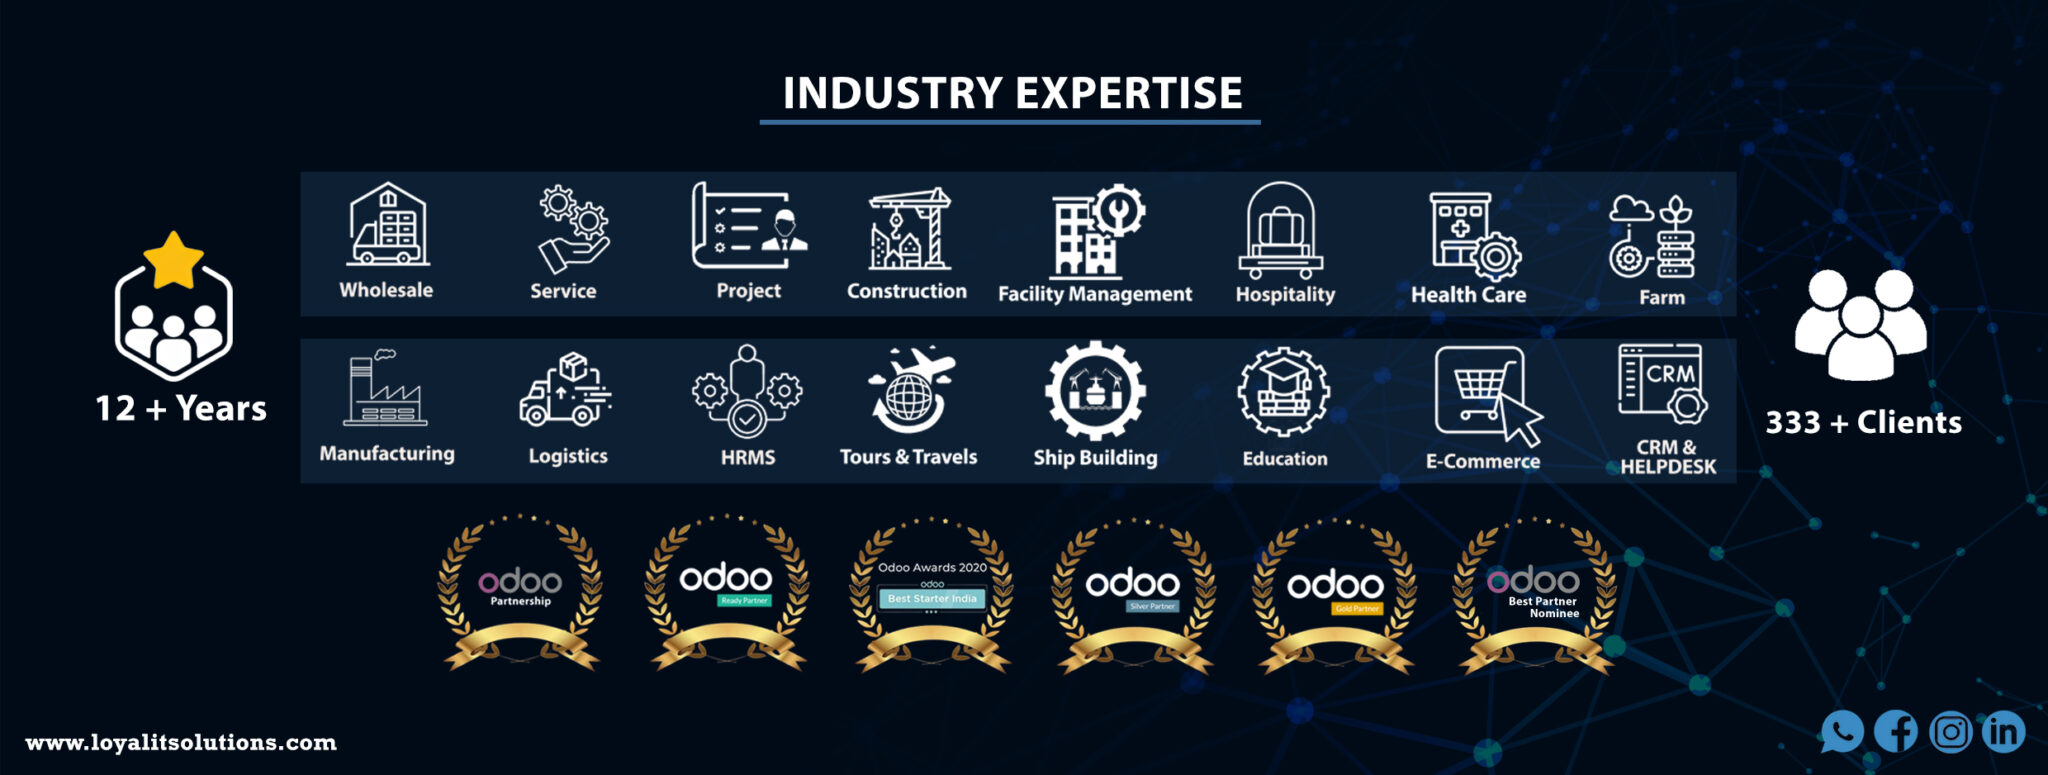 INDUSTRY EXPERTISE
Wholesale
Service
Project
Construction
Facility Management
Hospitality
Health Care
Farm
12 + Years
333 + Clients
CRM
Manufacturing
Logistics
HRMS
Tours & Travels
Ship Building
Education
E-Commerce
CRM &
HELPDESK
odoo
Partnership
odoo
Ready Partner
Odoo Awards 2020
odoo
Best Starter India
odoo
Silver Partner
odoo
Gold Partner
odoo
Best Partner
Nominee
www.loyalitsolutions.com
in